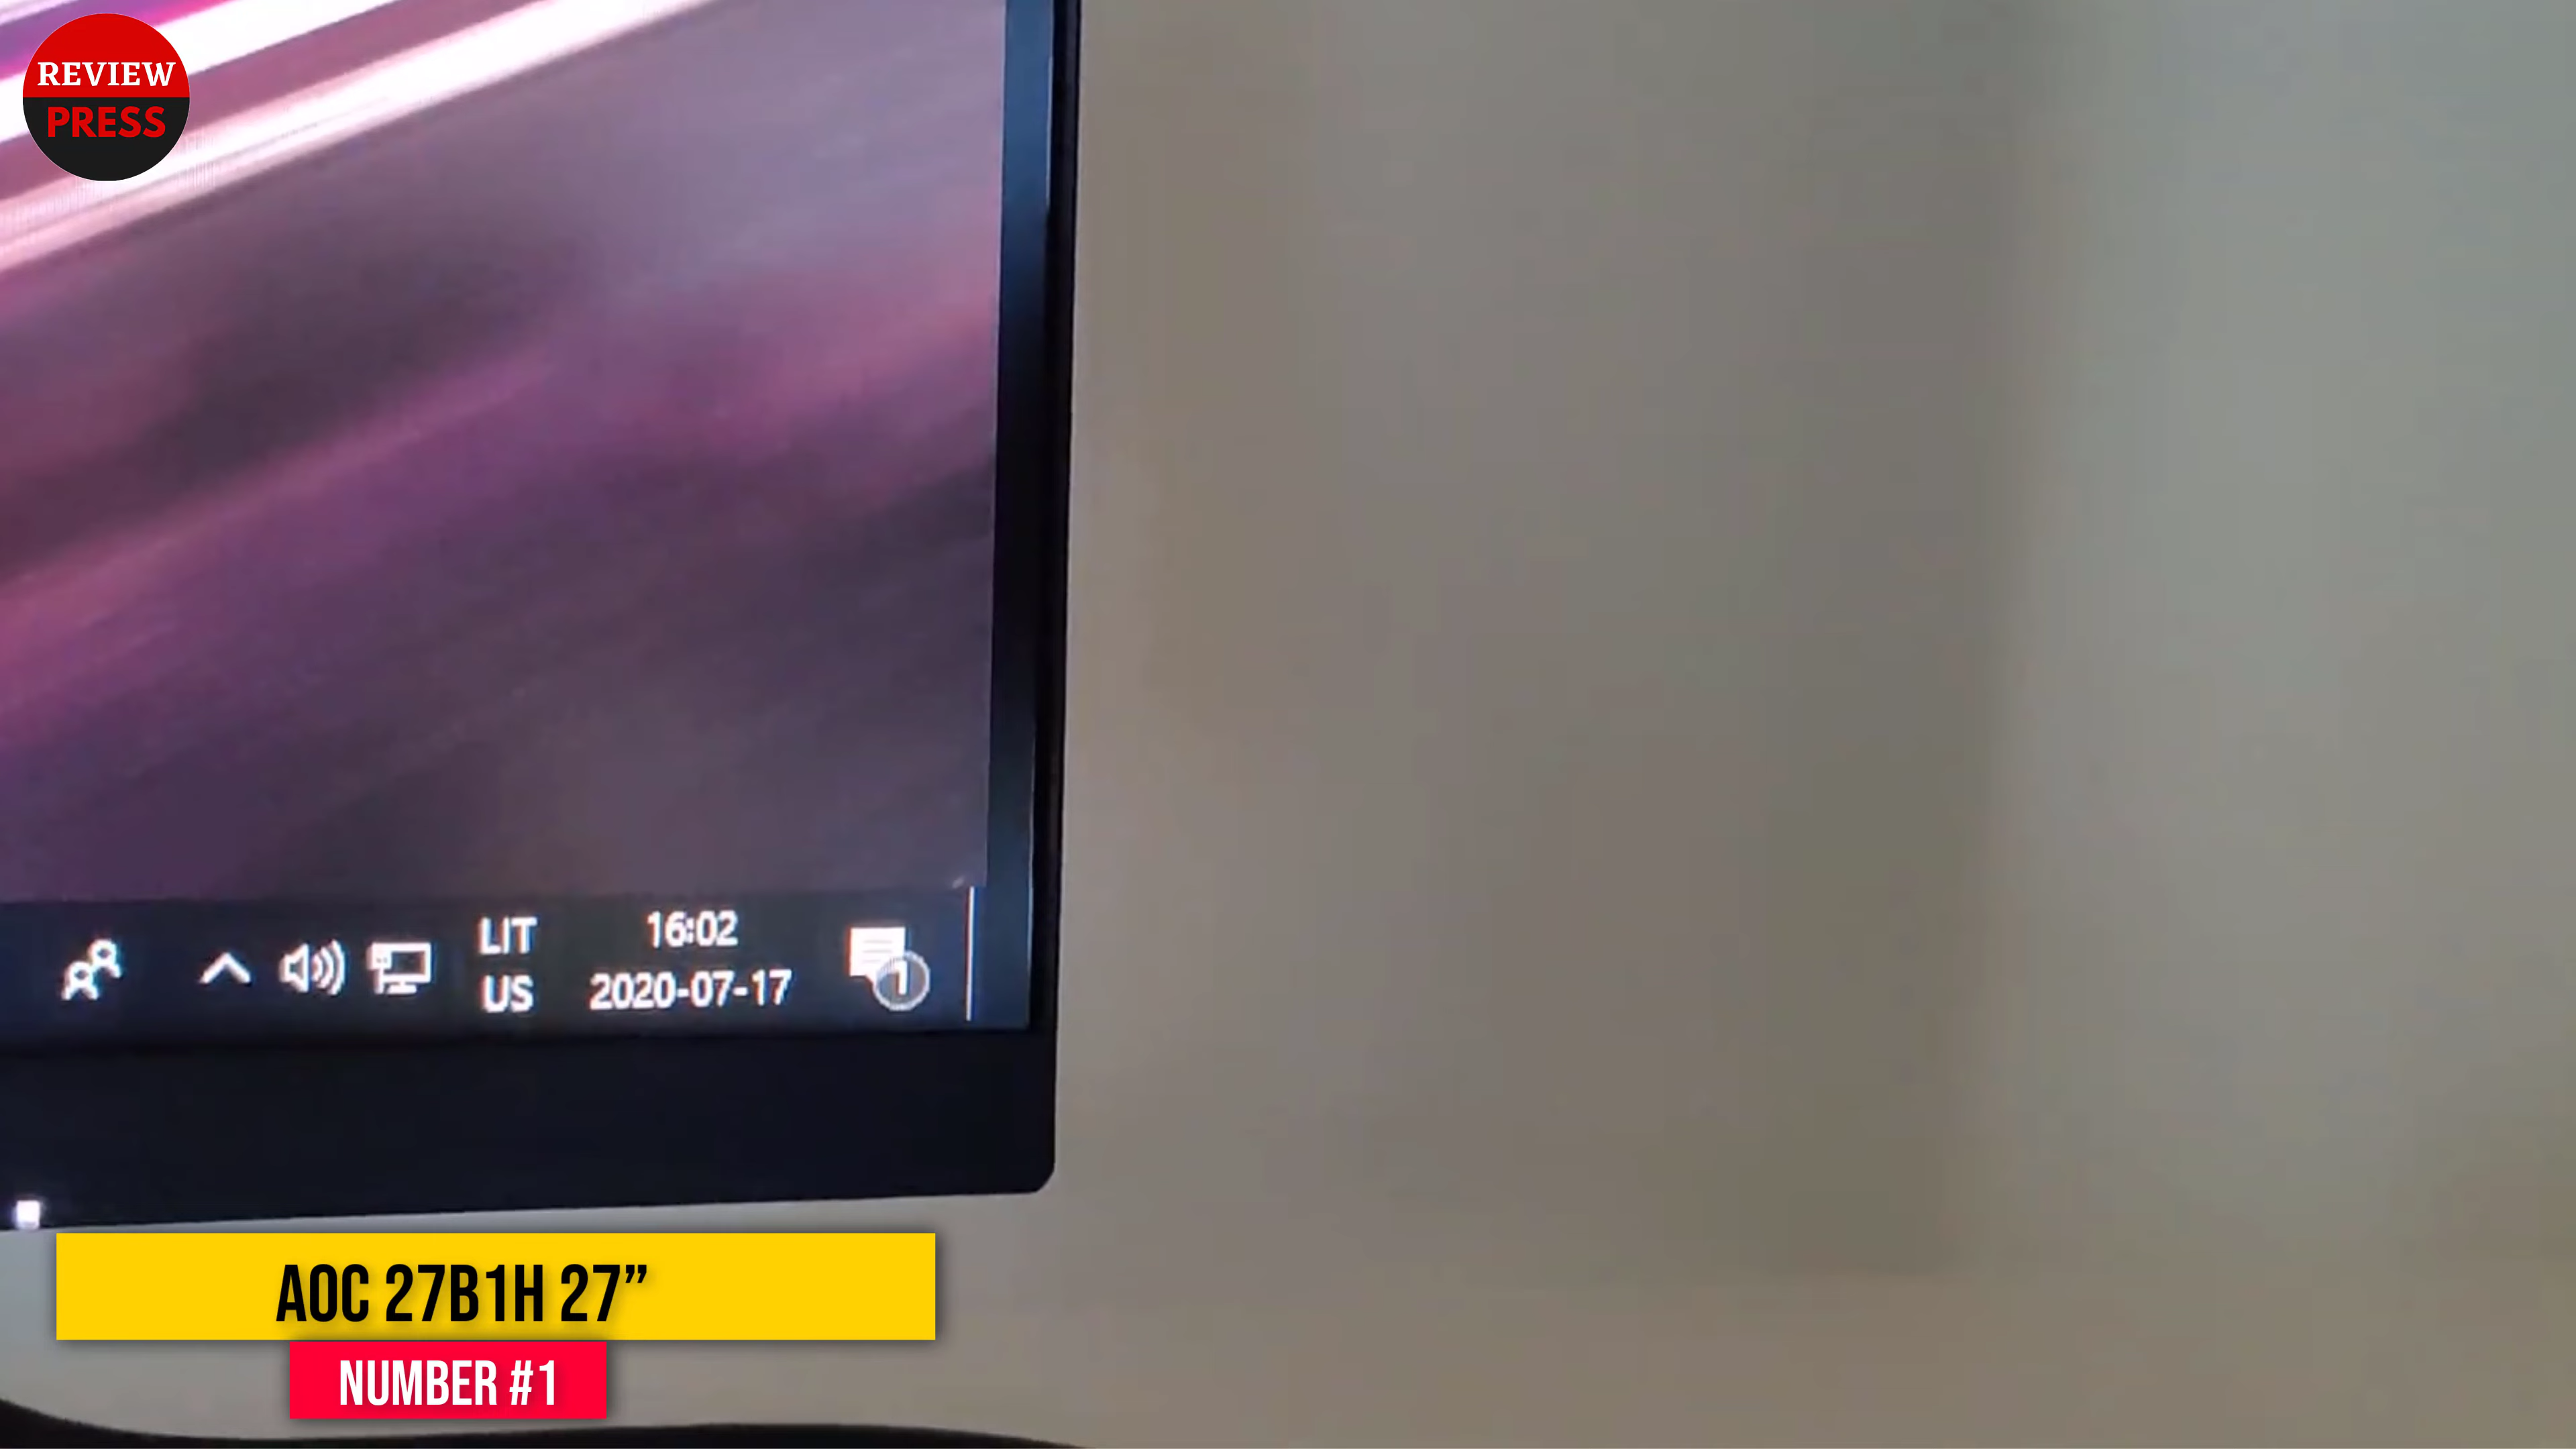 REVIEW
PRESS
LIT
US
16:02
2020-07-17
1
AOC 27B1H 27”
NUMBER #1